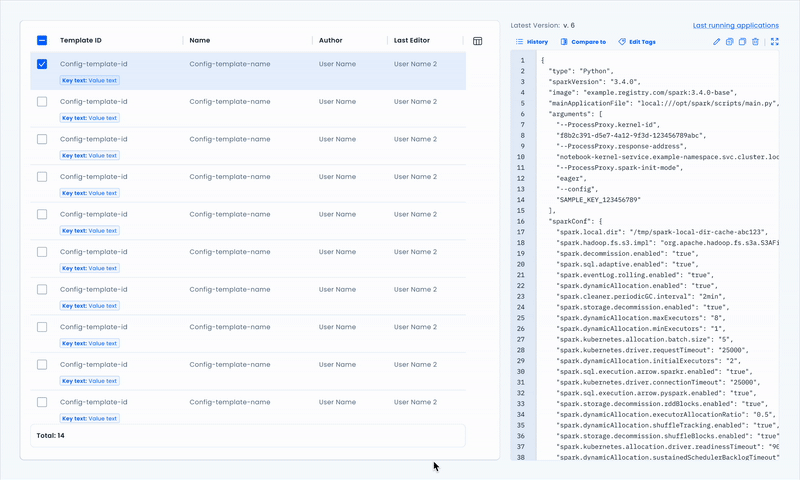 Template ID Name Author Last Editor
Config-template-id Config-template-name User Name User Name 2
Key text: Value text
Config-template-id Config-template-name User Name User Name 2
Key text: Value text
Config-template-id Config-template-name User Name User Name 2
Key text: Value text
Config-template-id Config-template-name User Name User Name 2
Key text: Value text
Config-template-id Config-template-name User Name User Name 2
Key text: Value text
Config-template-id Config-template-name User Name User Name 2
Key text: Value text
Config-template-id Config-template-name User Name User Name 2
Key text: Value text
Config-template-id Config-template-name User Name User Name 2
Key text: Value text
Config-template-id Config-template-name User Name User Name 2
Key text: Value text
Config-template-id Config-template-name User Name User Name 2
Key text: Value text
Total: 14
Latest Version: v. 6 Last running applications
History Compare to Edit Tags
1 {
2 "type": "Python",
3 "sparkVersion": "3.4.0",
4 "image": "example.registry.com/spark:3.4.0-base",
5 "mainApplicationFile": "local:///opt/spark/scripts/main.py",
6 "arguments": [
7 "--ProcessProxy.kernel-id",
8 "f8b2c391-d5e7-4a12-9f3d-123456789abc",
9 "--ProcessProxy.response-address",
10 "notebook-kernel-service.example-namespace.svc.cluster.loc
11 "--ProcessProxy.spark-init-mode",
12 "eager",
13 "--config",
14 "SAMPLE_KEY_123456789"
15 ],
16 "sparkConf": {
17 "spark.local.dir": "/tmp/spark-local-dir-cache-abc123",
18 "spark.hadoop.fs.s3.impl": "org.apache.hadoop.fs.s3a.S3AFi
19 "spark.decommission.enabled": "true",
20 "spark.sql.adaptive.enabled": "true",
21 "spark.eventLog.rolling.enabled": "true",
22 "spark.dynamicAllocation.enabled": "true",
23 "spark.cleaner.periodicGC.interval": "2min",
24 "spark.storage.decommission.enabled": "true",
25 "spark.dynamicAllocation.maxExecutors": "8",
26 "spark.dynamicAllocation.minExecutors": "1",
27 "spark.kubernetes.allocation.batch.size": "5",
28 "spark.kubernetes.driver.requestTimeout": "25000",
29 "spark.dynamicAllocation.initialExecutors": "2",
30 "spark.sql.execution.arrow.sparkr.enabled": "true",
31 "spark.kubernetes.driver.connectionTimeout": "25000",
32 "spark.sql.execution.arrow.pyspark.enabled": "true",
33 "spark.storage.decommission.rddBlocks.enabled": "true",
34 "spark.dynamicAllocation.executorAllocationRatio": "0.5",
35 "spark.dynamicAllocation.shuffleTracking.enabled": "true",
36 "spark.storage.decommission.shuffleBlocks.enabled": "true"
37 "spark.kubernetes.allocation.driver.readinessTimeout": "90
38 "spark.dynamicAllocation.sustainedSchedulerBacklogTimeout"